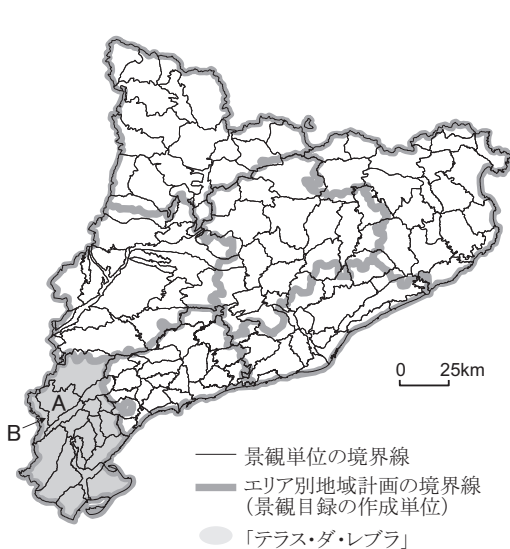 A
B
0 25km
景観単位の境界線
エリア別地域計画の境界線
(景観目録の作成単位)
「テラス・ダ・レブラ」